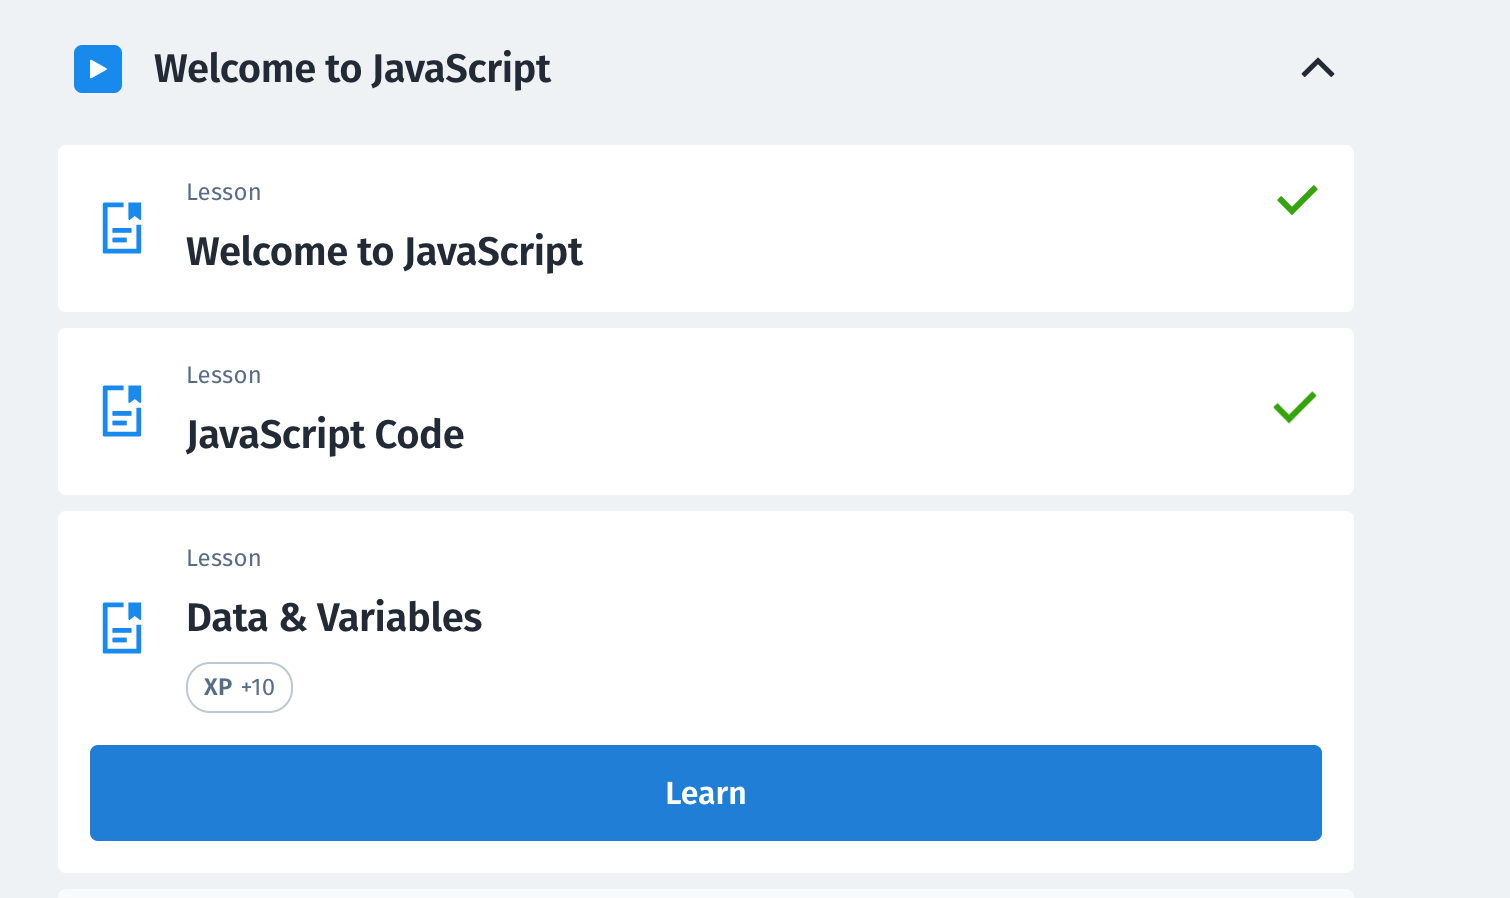 Welcome to JavaScript
Lesson
Welcome to JavaScript
Lesson
JavaScript Code
Lesson
Data & Variables
XP +10
Learn